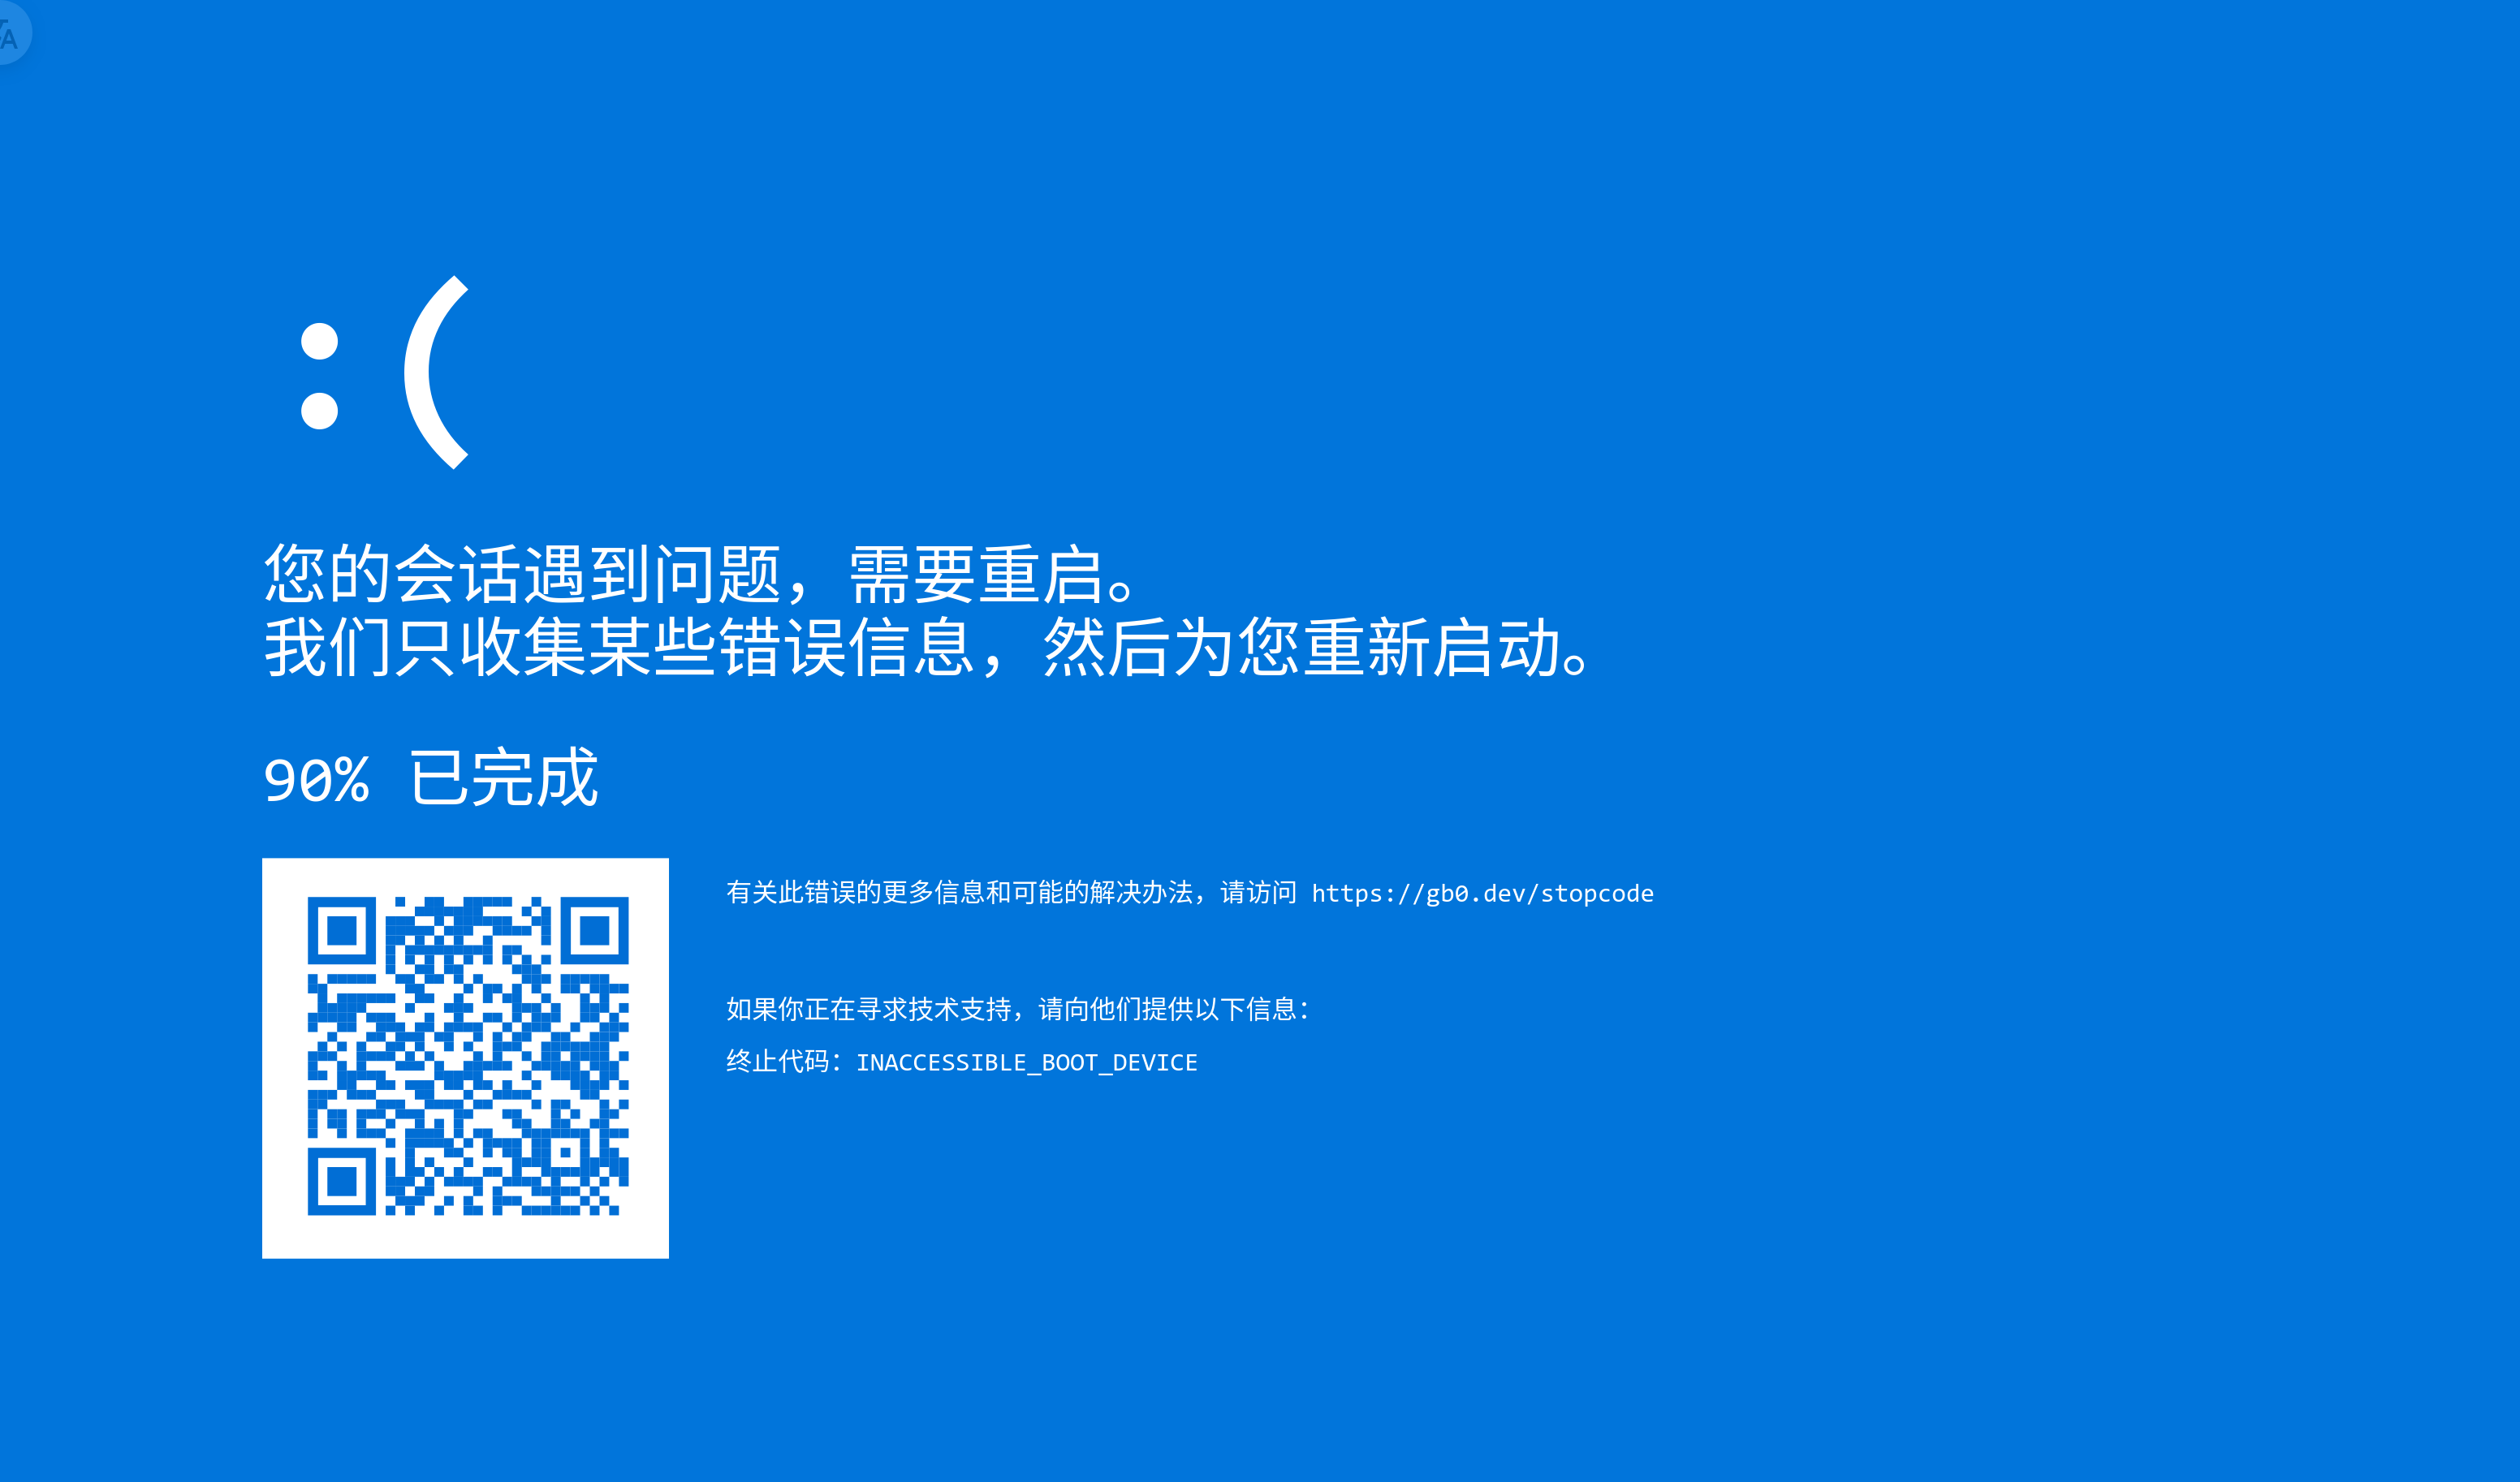 :(
您的会话遇到问题，需要重启。
我们只收集某些错误信息，然后为您重新启动。
90% 已完成
有关此错误的更多信息和可能的解决办法，请访问 https://gb0.dev/stopcode
如果你正在寻求技术支持，请向他们提供以下信息：
终止代码：INACCESSIBLE_BOOT_DEVICE